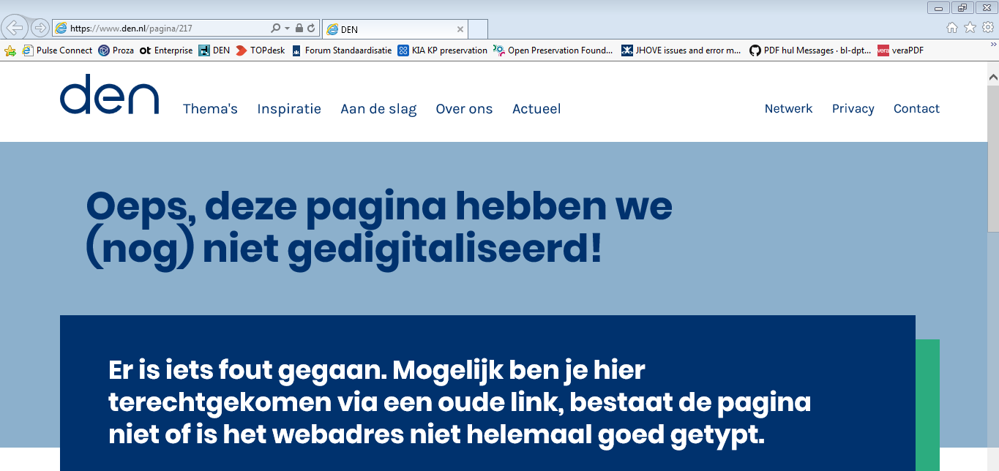 https://www.den.nl/pagina/217
DEN
Pulse Connect Proza Enterprise DEN TOPdesk Forum Standaardisatie KIA KP preservation Open Preservation Found... JHOVE issues and error m... PDF hul Messages · bl-dpt... veraPDF
den Thema's Inspiratie Aan de slag Over ons Actueel Netwerk Privacy Contact
Oeps, deze pagina hebben we
(nog) niet gedigitaliseerd!
Er is iets fout gegaan. Mogelijk ben je hier
terechtgekomen via een oude link, bestaat de pagina
niet of is het webadres niet helemaal goed getypt.